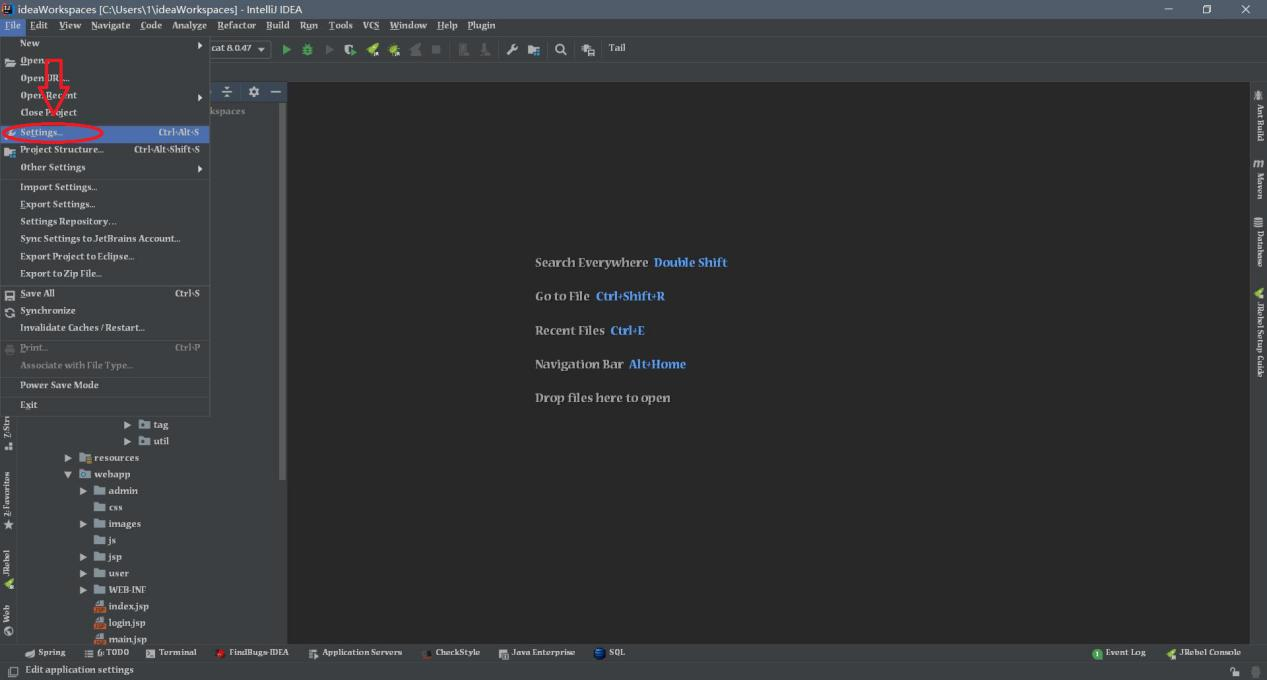 ideaWorkspaces [C:\Users\1\ideaWorkspaces] - IntelliJ IDEA
File Edit View Navigate Code Analyze Refactor Build Run Tools VCS Window Help Plugin
cat 8.0.47
Tail
New
Open...
Open URL...
Open Recent
Close Project
Settings... Ctrl+Alt+S
Project Structure... Ctrl+Alt+Shift+S
Other Settings
Import Settings...
Export Settings...
Settings Repository...
Sync Settings to JetBrains Account...
Export Project to Eclipse...
Export to Zip File...
Save All Ctrl+S
Synchronize
Invalidate Caches / Restart...
Print... Ctrl+P
Associate with File Type...
Power Save Mode
Exit
kspaces
tag
util
resources
webapp
admin
css
images
js
jsp
user
WEB-INF
index.jsp
login.jsp
main.jsp
Z-Stru
2: Favorites
JRebel
Web
Search Everywhere Double Shift
Go to File Ctrl+Shift+R
Recent Files Ctrl+E
Navigation Bar Alt+Home
Drop files here to open
Ant Build
m Maven
Database
JRebel Setup Guide
Spring 6: TODO Terminal FindBugs-IDEA Application Servers CheckStyle Java Enterprise SQL 1 Event Log JRebel Console
Edit application settings